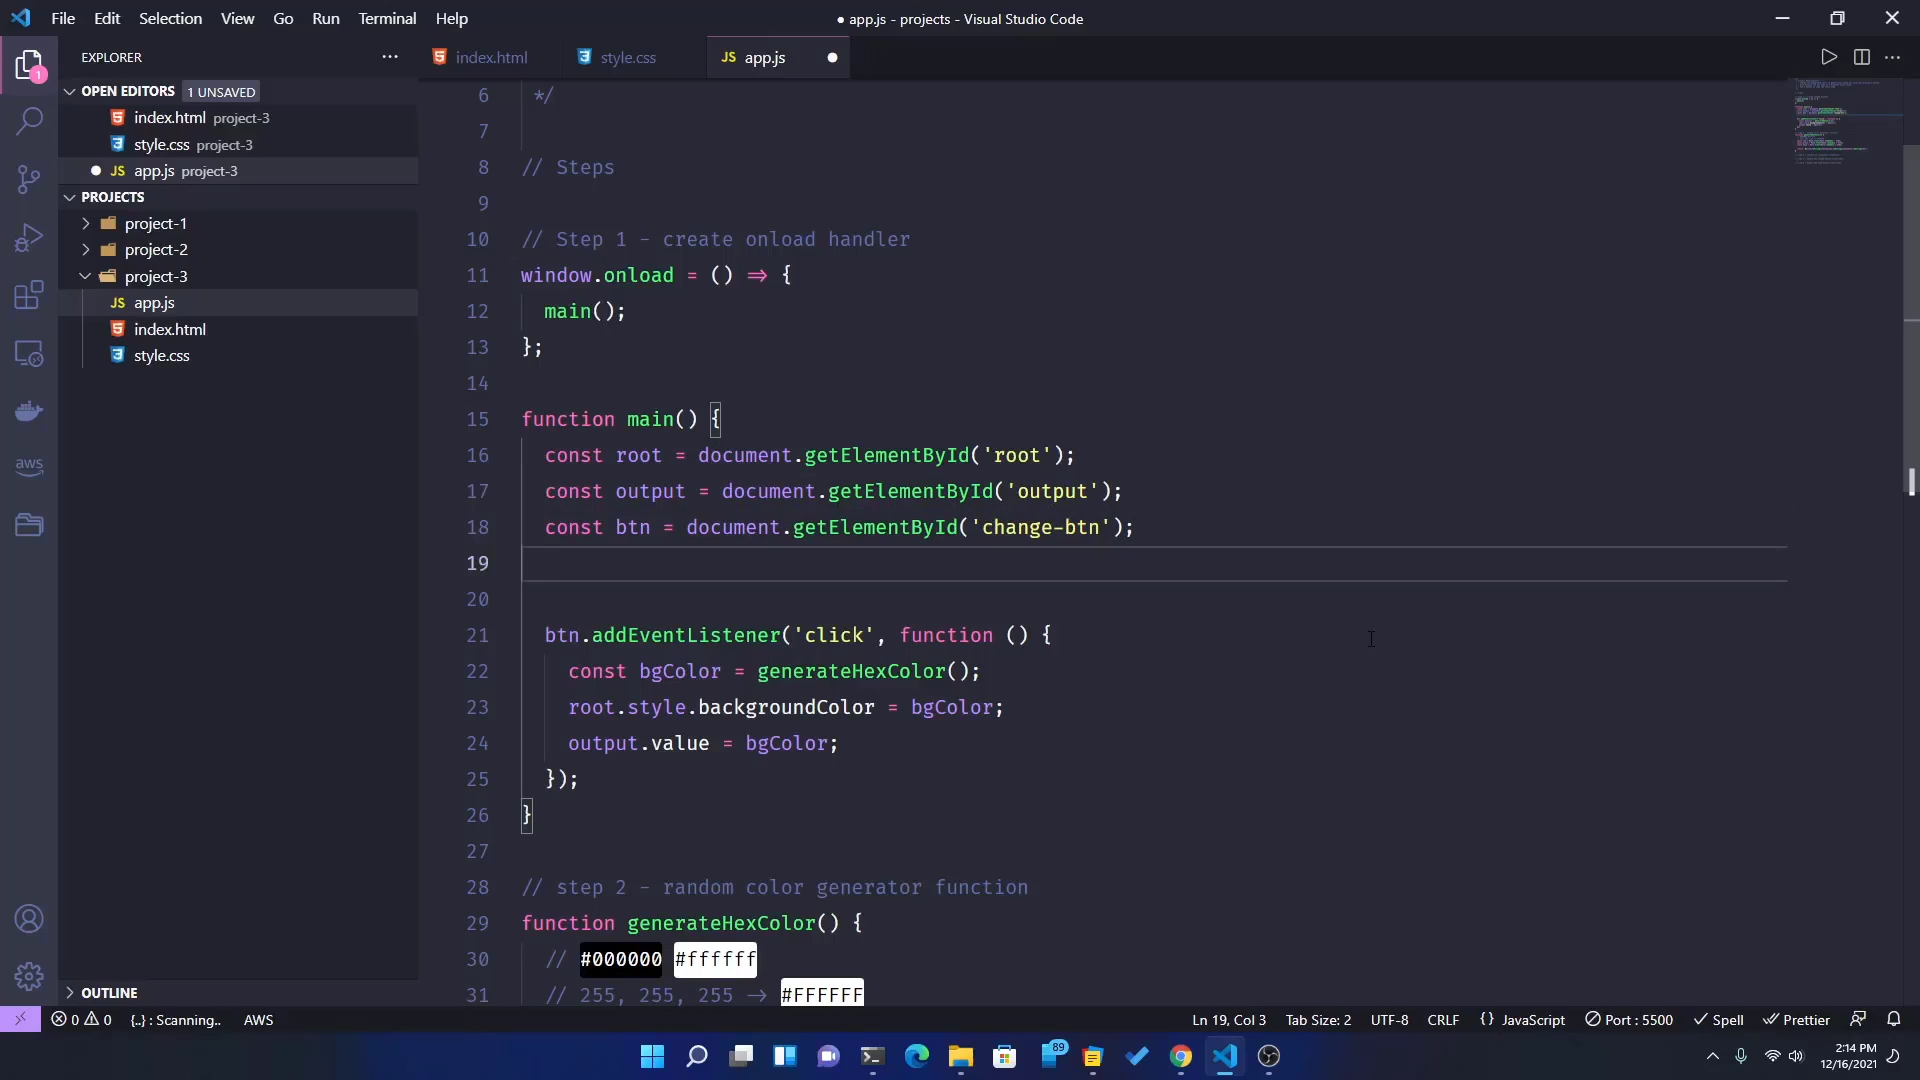 File Edit Selection View Go Run Terminal Help
● app.js - projects - Visual Studio Code
EXPLORER
index.html
style.css
JS app.js
OPEN EDITORS 1 UNSAVED
index.html project-3
style.css project-3
JS app.js project-3
PROJECTS
project-1
project-2
project-3
JS app.js
index.html
style.css
OUTLINE
1
aws
6 */
7
8 // Steps
9
10 // Step 1 - create onload handler
11 window.onload = () => {
12 main();
13 };
14
15 function main() {
16 const root = document.getElementById('root');
17 const output = document.getElementById('output');
18 const btn = document.getElementById('change-btn');
19
20
21 btn.addEventListener('click', function () {
22 const bgColor = generateHexColor();
23 root.style.backgroundColor = bgColor;
24 output.value = bgColor;
25 });
26 }
27
28 // step 2 - random color generator function
29 function generateHexColor() {
30 // #000000 #ffffff
31 // 255, 255, 255 -> #FFFFFF
0 0 {..} : Scanning.. AWS
Ln 19, Col 3 Tab Size: 2 UTF-8 CRLF {} JavaScript Port : 5500 Spell Prettier
89
2:14 PM
12/16/2021